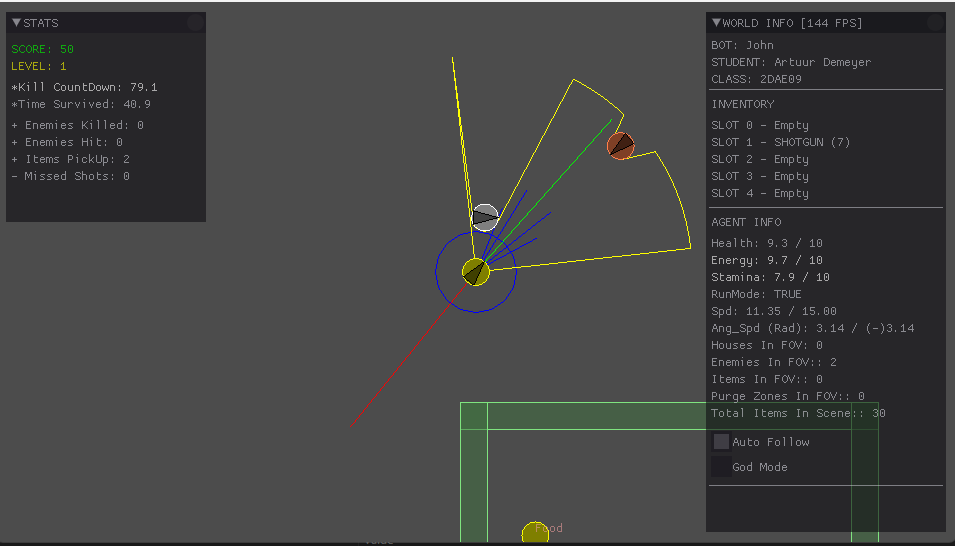 STATS
SCORE: 50
LEVEL: 1
*Kill CountDown: 79.1
*Time Survived: 40.9
+ Enemies Killed: 0
+ Enemies Hit: 0
+ Items PickUp: 2
- Missed Shots: 0
WORLD INFO [144 FPS]
BOT: John
STUDENT: Artuur Demeyer
CLASS: 2DAE09
INVENTORY
SLOT 0 - Empty
SLOT 1 - SHOTGUN (7)
SLOT 2 - Empty
SLOT 3 - Empty
SLOT 4 - Empty
AGENT INFO
Health: 9.3 / 10
Energy: 9.7 / 10
Stamina: 7.9 / 10
RunMode: TRUE
Spd: 11.35 / 15.00
Ang_Spd (Rad): 3.14 / (-)3.14
Houses In FOV: 0
Enemies In FOV:: 2
Items In FOV:: 0
Purge Zones In FOV:: 0
Total Items In Scene:: 30
Auto Follow
God Mode
Food